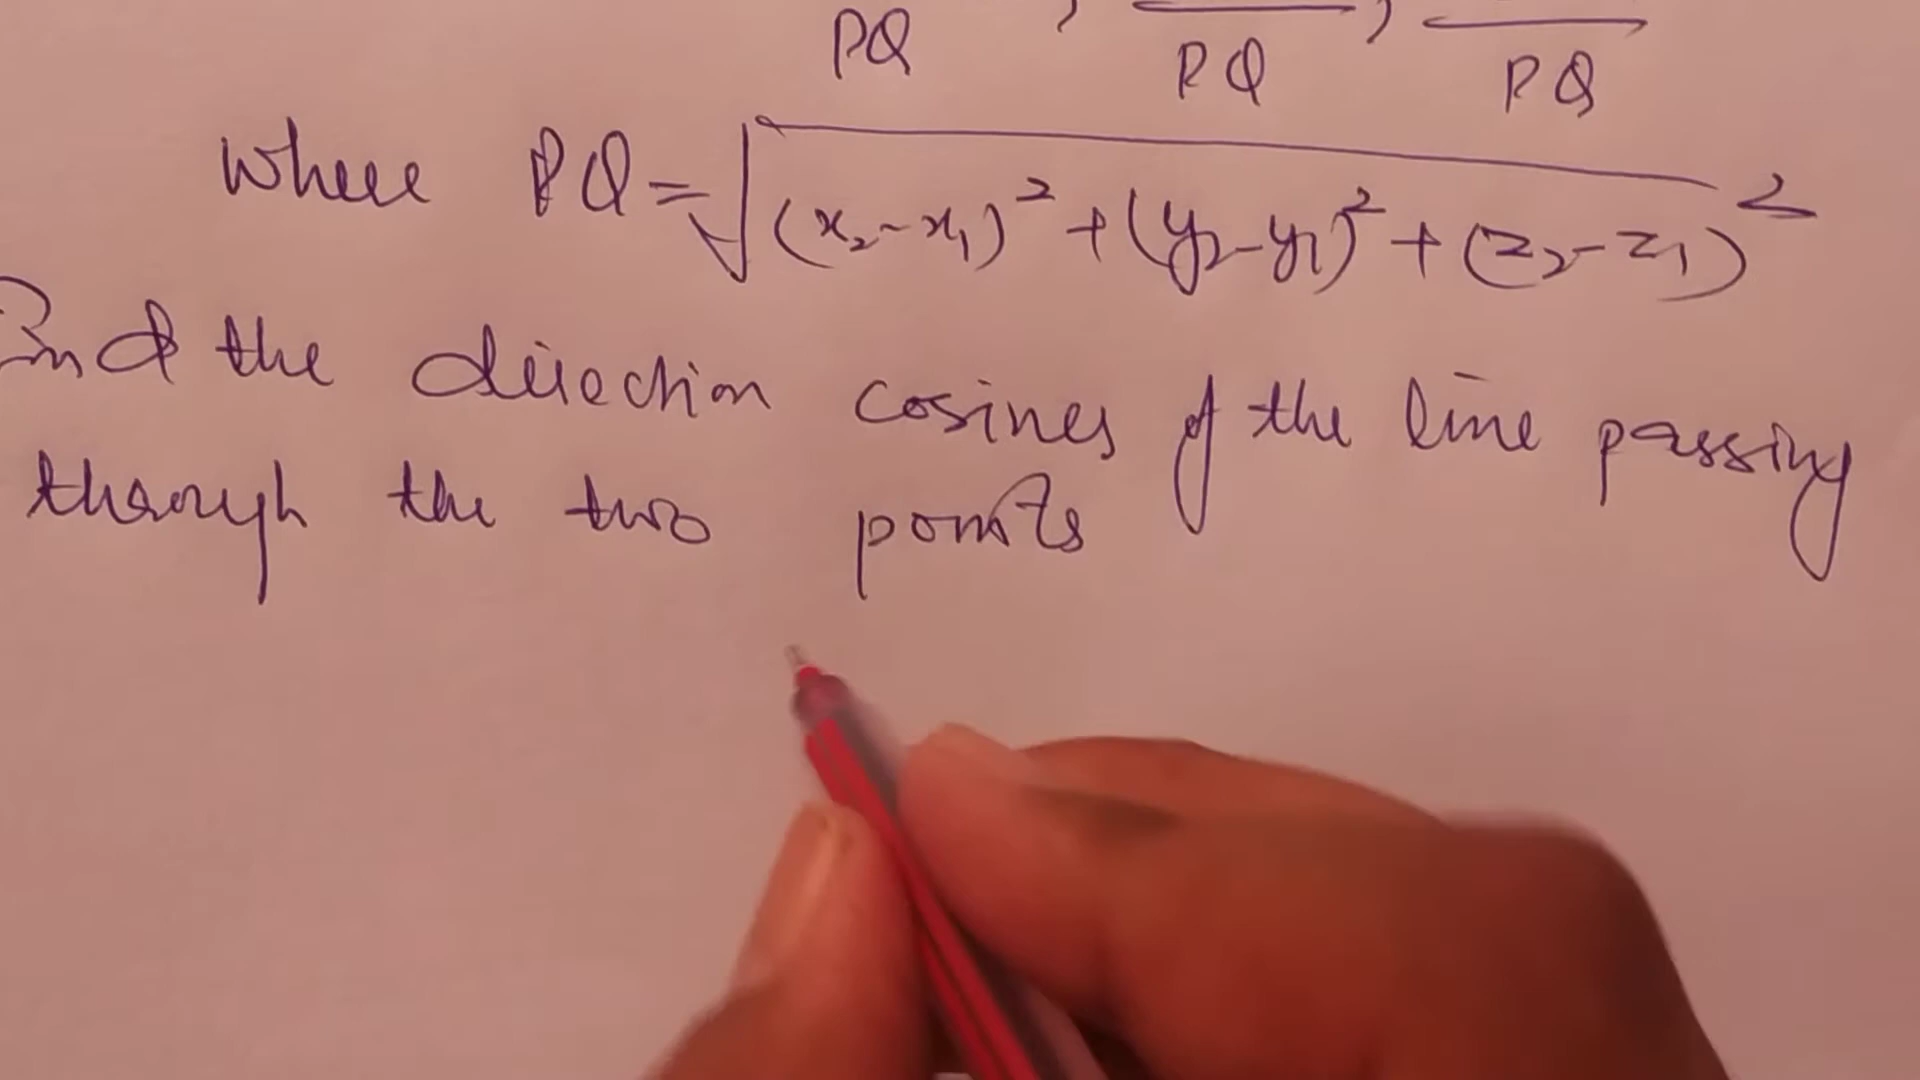 PQ , PQ , PQ
where PQ = √(x₂-x₁)² + (y₂-y₁)² + (z₂-z₁)²
Find the direction cosines of the line passing
through the two points